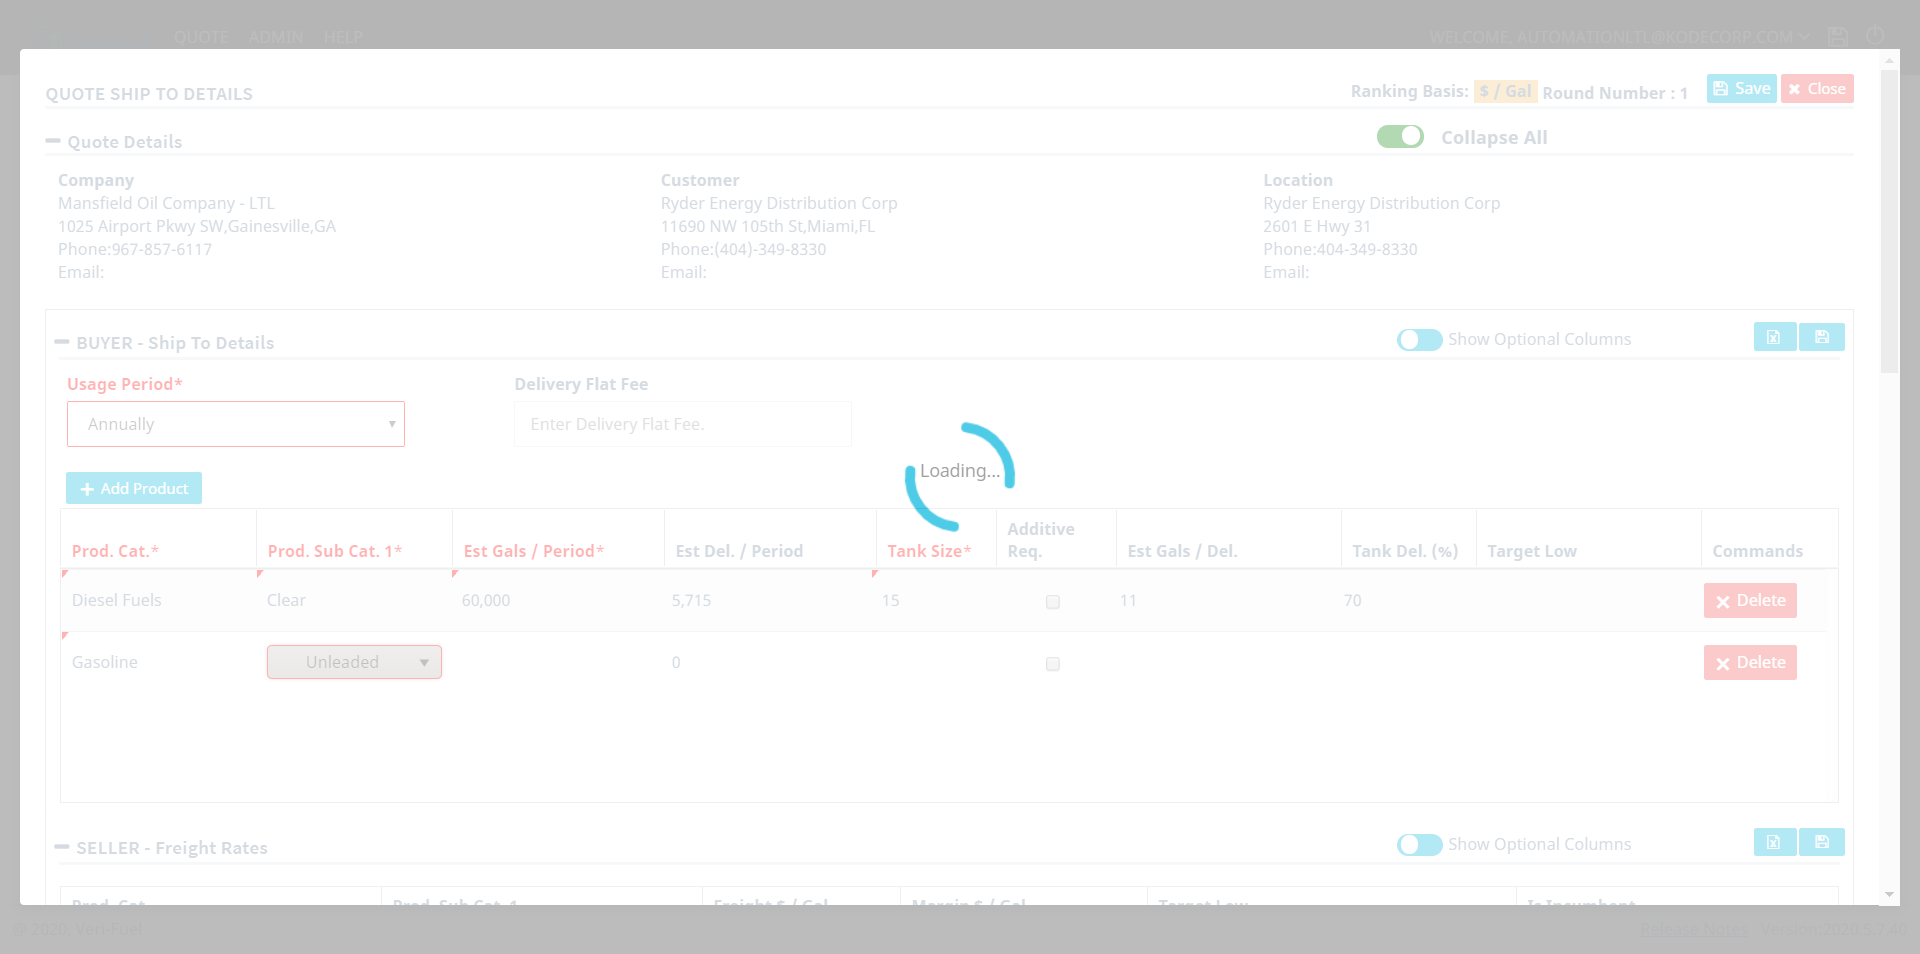 QUOTE ADMIN HELP
WELCOME, AUTOMATIONLTL@KODECORP.COM
QUOTE SHIP TO DETAILS
Ranking Basis: $ / Gal Round Number : 1
Save Close
Quote Details
Collapse All
Company
Mansfield Oil Company - LTL
1025 Airport Pkwy SW,Gainesville,GA
Phone:967-857-6117
Email:
Customer
Ryder Energy Distribution Corp
11690 NW 105th St,Miami,FL
Phone:(404)-349-8330
Email:
Location
Ryder Energy Distribution Corp
2601 E Hwy 31
Phone:404-349-8330
Email:
BUYER - Ship To Details
Show Optional Columns
Usage Period*
Annually
Delivery Flat Fee
Enter Delivery Flat Fee.
Loading...
Add Product
Prod. Cat.* Prod. Sub Cat. 1* Est Gals / Period* Est Del. / Period Tank Size* Additive Req. Est Gals / Del. Tank Del. (%) Target Low Commands
Diesel Fuels Clear 60,000 5,715 15 11 70 Delete
Gasoline Unleaded 0 Delete
SELLER - Freight Rates
Show Optional Columns
Prod. Cat. Prod. Sub Cat. 1 Freight $ / Gal Margin $ / Gal Target Low Is Incumbent
© 2020, Veri-Fuel
Release Notes